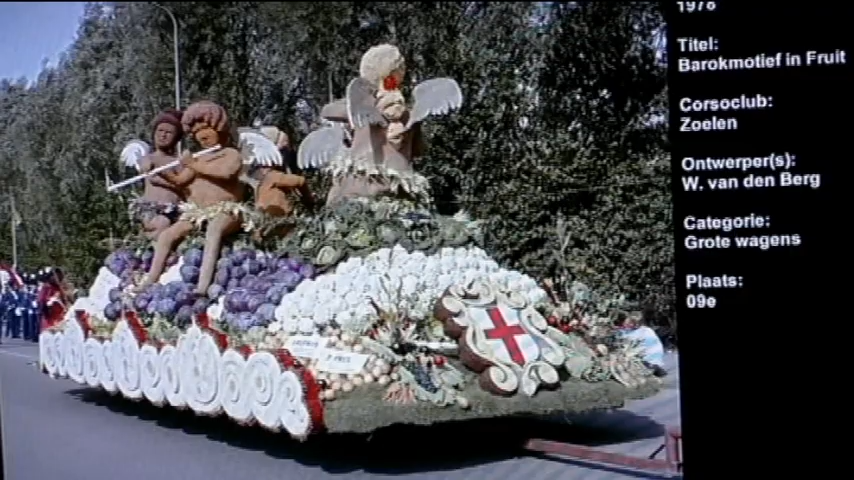 1978
Titel:
Barokmotief in Fruit
Corsoclub:
Zoelen
Ontwerper(s):
W. van den Berg
Categorie:
Grote wagens
Plaats:
09e